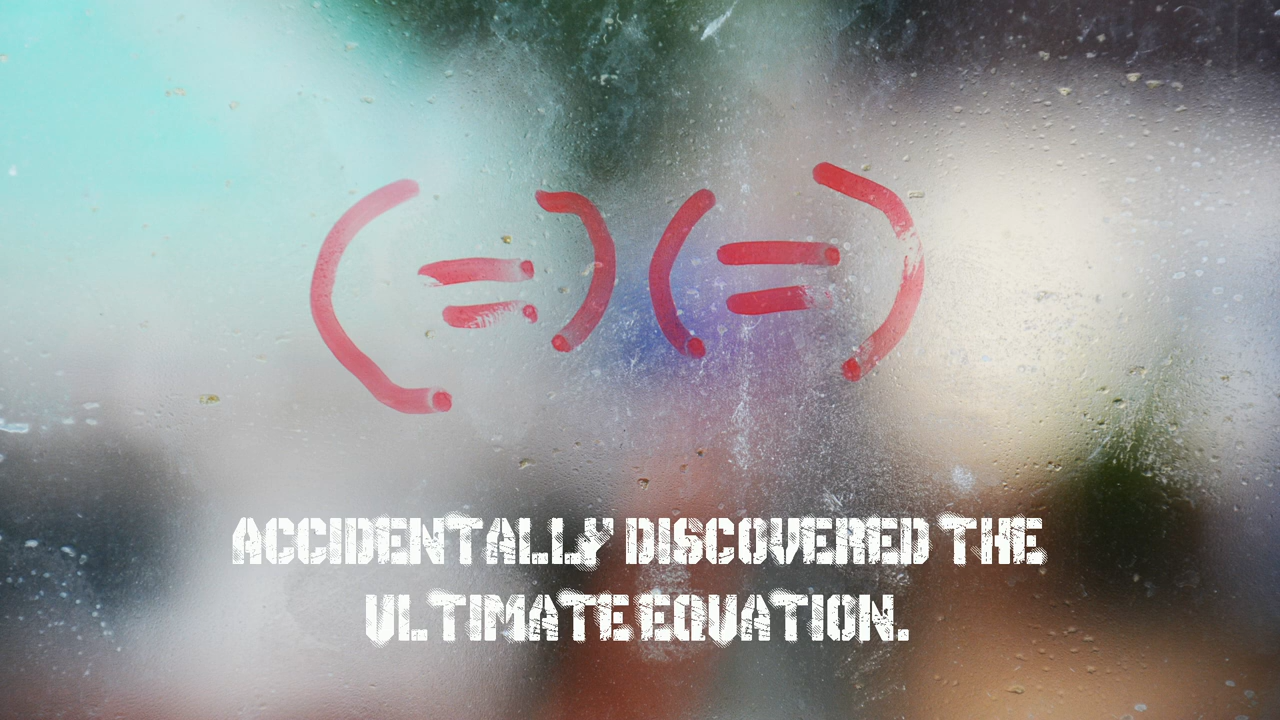 (=)(=)
ACCIDENTALLY DISCOVERED THE
ULTIMATE EQUATION.